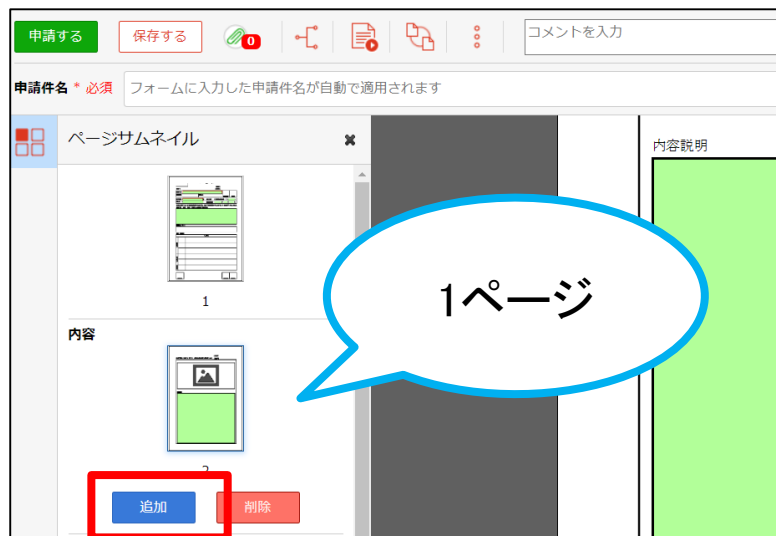 申請する
保存する
0
コメントを入力
申請件名 * 必須
フォームに入力した申請件名が自動で適用されます
ページサムネイル
内容説明
1
1ページ
内容
2
追加
削除